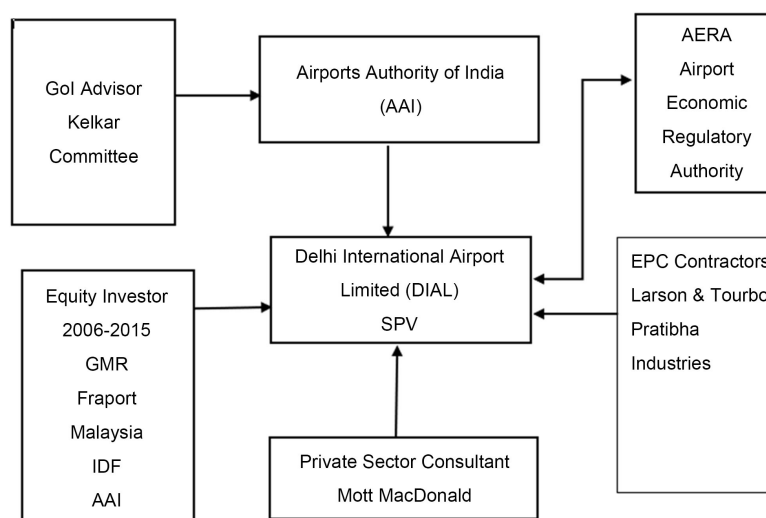 GoI Advisor
Kelkar
Committee
Airports Authority of India
(AAI)
AERA
Airport
Economic
Regulatory
Authority
Delhi International Airport
Limited (DIAL)
SPV
Equity Investor
2006-2015
GMR
Fraport
Malaysia
IDF
AAI
EPC Contractors
Larson & Tourbo
Pratibha
Industries
Private Sector Consultant
Mott MacDonald